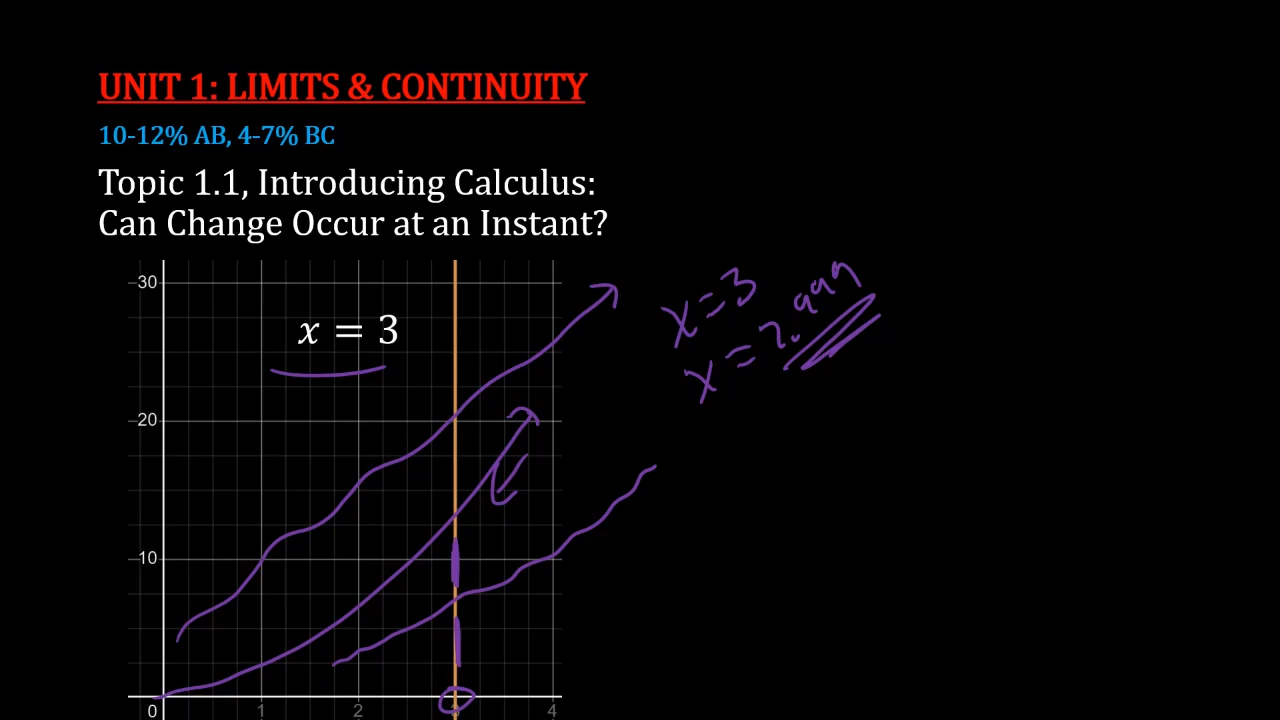 UNIT 1: LIMITS & CONTINUITY
10-12% AB, 4-7% BC
Topic 1.1, Introducing Calculus:
Can Change Occur at an Instant?
30
x = 3
x=3
x=2.999
20
10
0 1 2 3 4